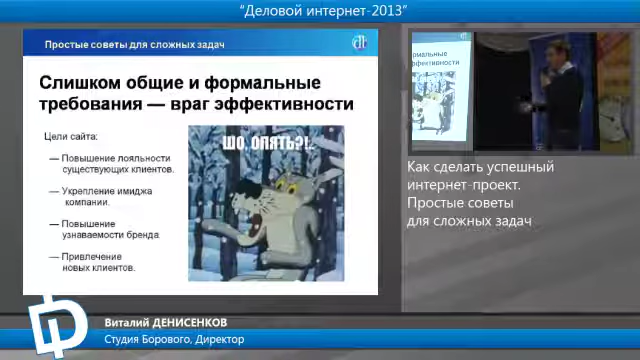 “Деловой интернет-2013”
Простые советы для сложных задач
Слишком общие и формальные
требования — враг эффективности
Цели сайта:
— Повышение лояльности
существующих клиентов.
— Укрепление имиджа
компании.
— Повышение
узнаваемости бренда.
— Привлечение
новых клиентов.
ШО, ОПЯТЬ?!..
Как сделать успешный
интернет-проект.
Простые советы
для сложных задач
Виталий ДЕНИСЕНКОВ
Студия Борового, Директор